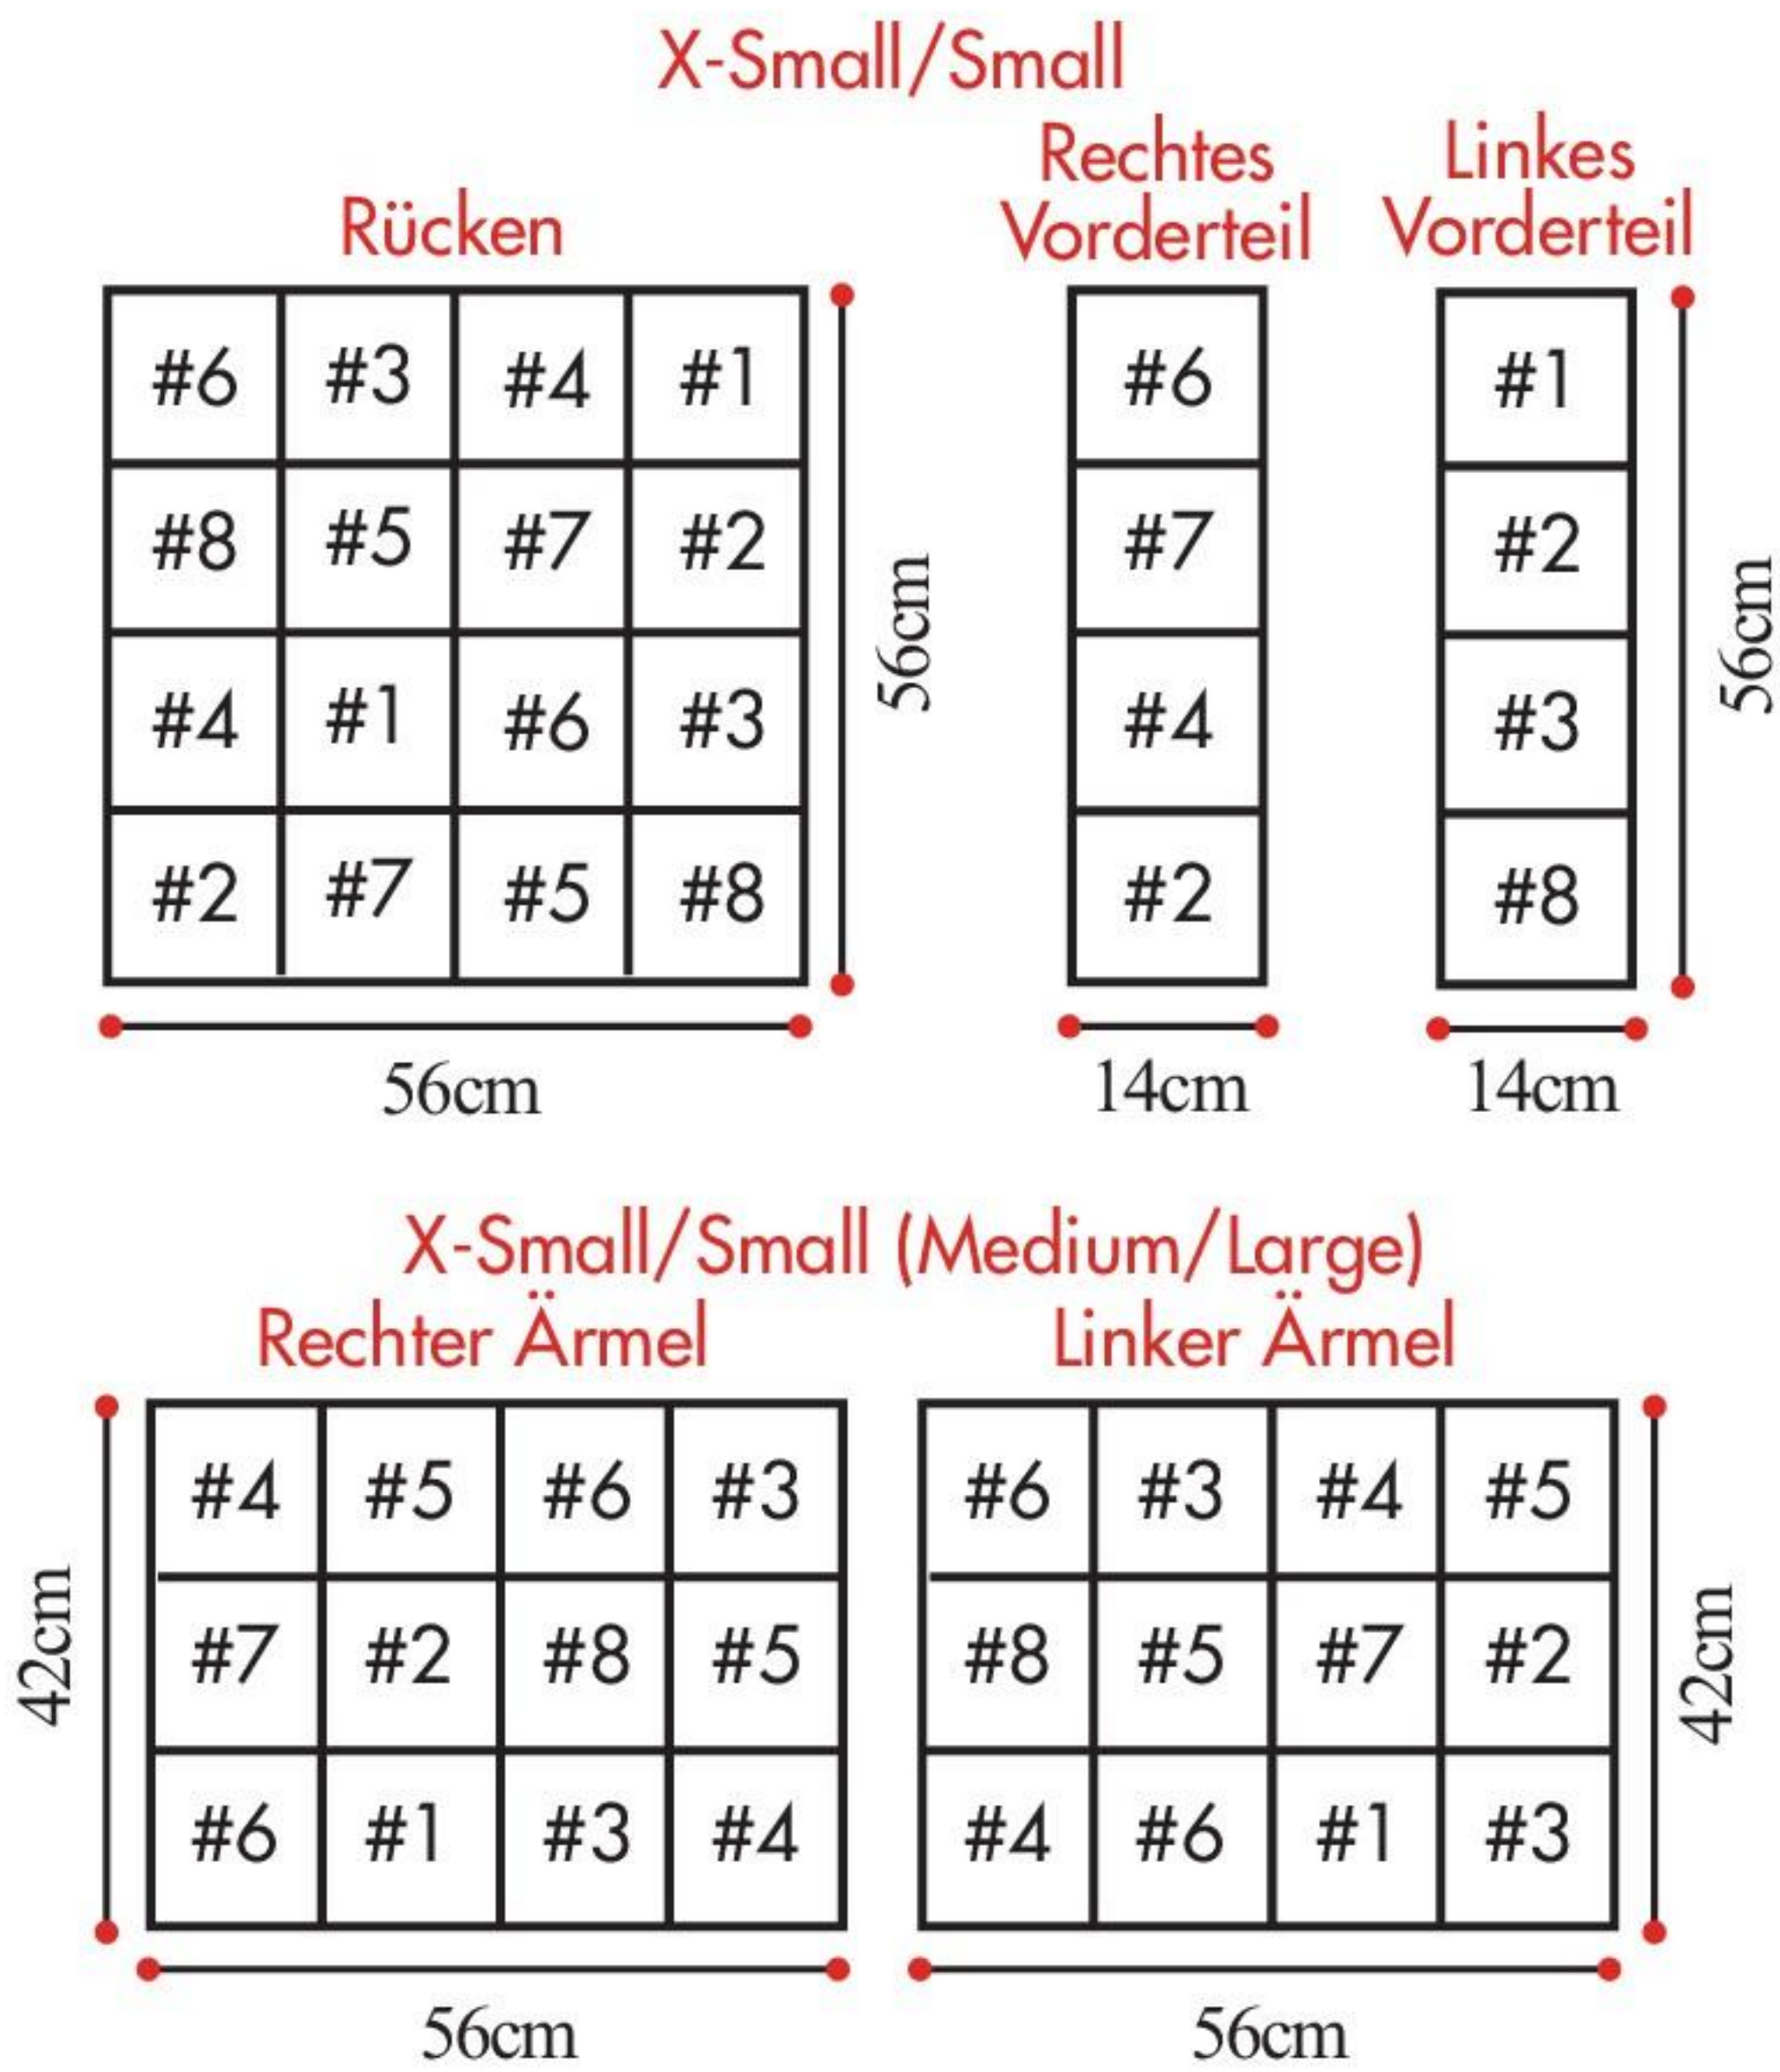 X-Small/Small
Rücken
Rechtes
Vorderteil
Linkes
Vorderteil
#6 #3 #4 #1
#8 #5 #7 #2
#4 #1 #6 #3
#2 #7 #5 #8
56cm
56cm
#6
#7
#4
#2
14cm
#1
#2
#3
#8
56cm
14cm
X-Small/Small (Medium/Large)
Rechter Ärmel
42cm
#4 #5 #6 #3
#7 #2 #8 #5
#6 #1 #3 #4
56cm
Linker Ärmel
#6 #3 #4 #5
#8 #5 #7 #2
#4 #6 #1 #3
42cm
56cm